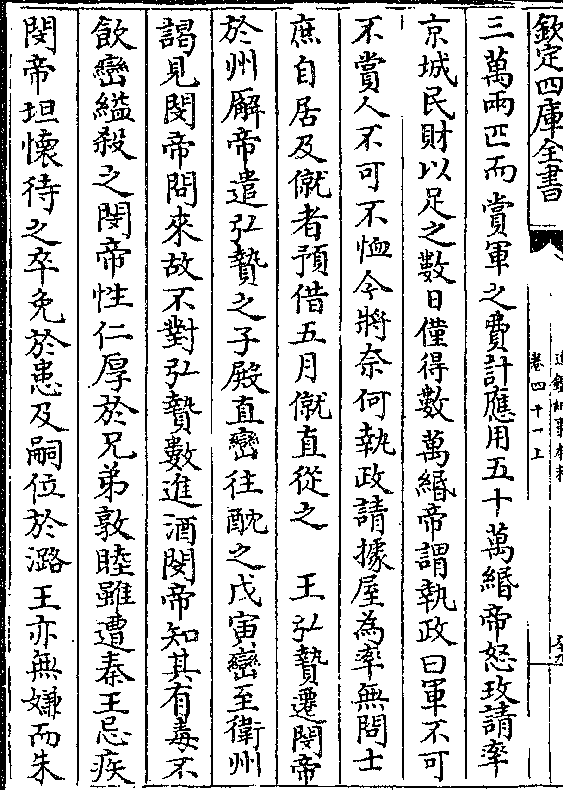 欽定四庫全書
卷四十一上
三萬兩匹而賞軍之費計應用五十萬緡帝怒玫請率
京城民財以足之數日僅得數萬緡帝謂執政曰軍不可
不賞人不可不恤今將奈何執政請據屋為率無問士
庶自居及僦者預借五月僦直從之　王弘贄遷閔帝
於州廨帝遣弘贄之子殿直巒往酖之戊寅巒至衛州
謁見閔帝問來故不對弘贄數進酒閔帝知其有毒不
飲巒縊殺之閔帝性仁厚於兄弟敦睦雖遭秦王忌疾
閔帝坦懷待之卒免於患及嗣位於潞王亦無嫌而朱